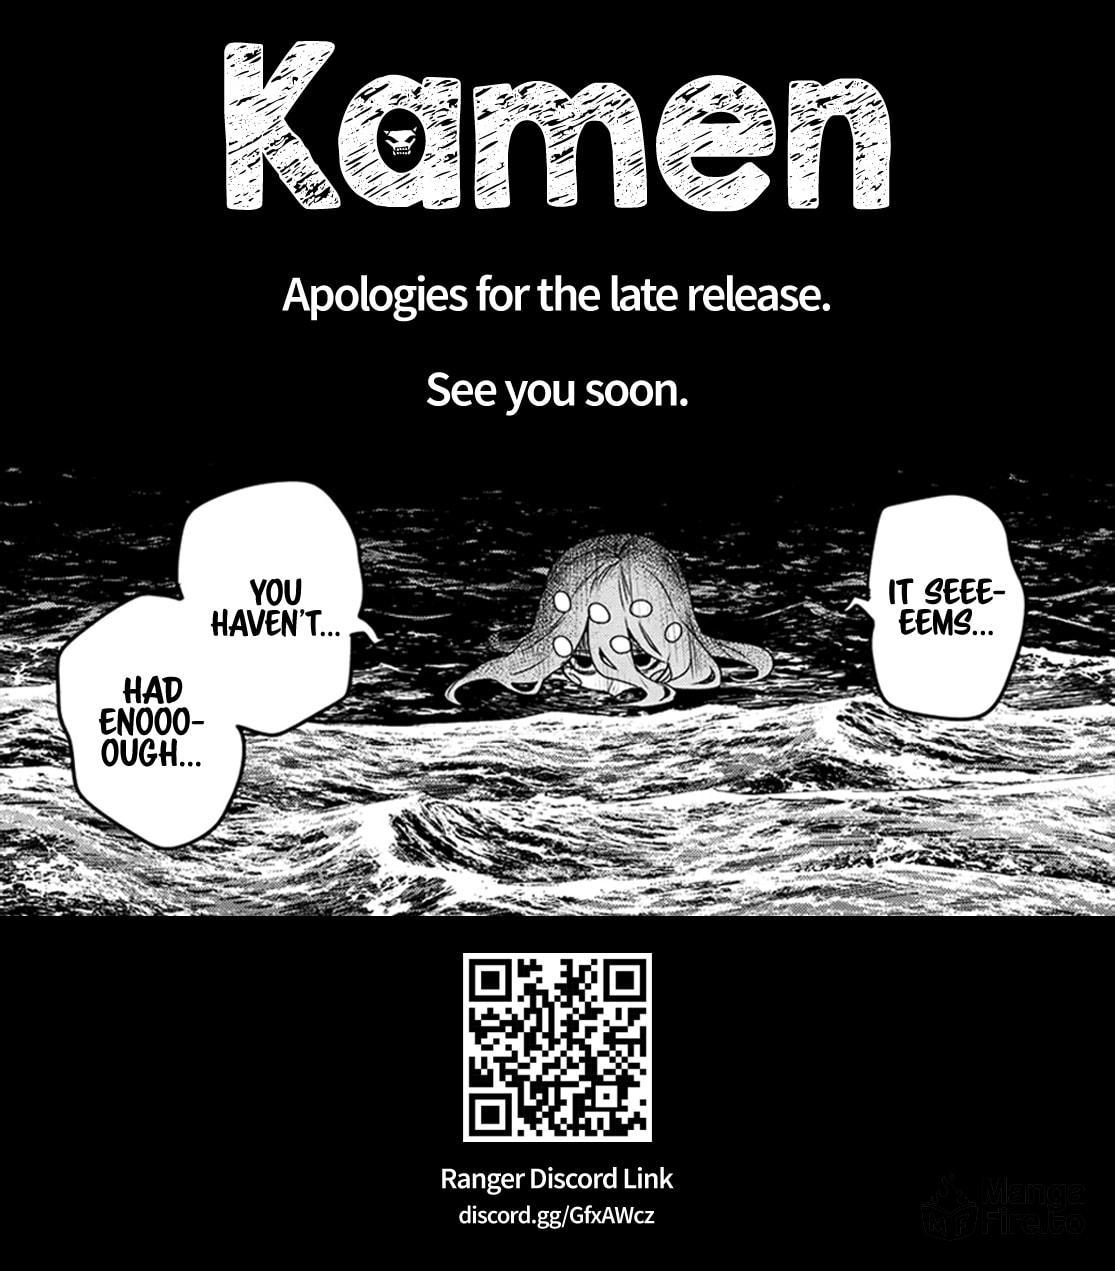 Kamen
Apologies for the late release.
See you soon.
IT SEEE-
EEMS...
YOU
HAVEN'T...
HAD
ENOOO-
OUGH...
Ranger Discord Link
discord.gg/GfxAWcz
Manga
Fire.to
MF